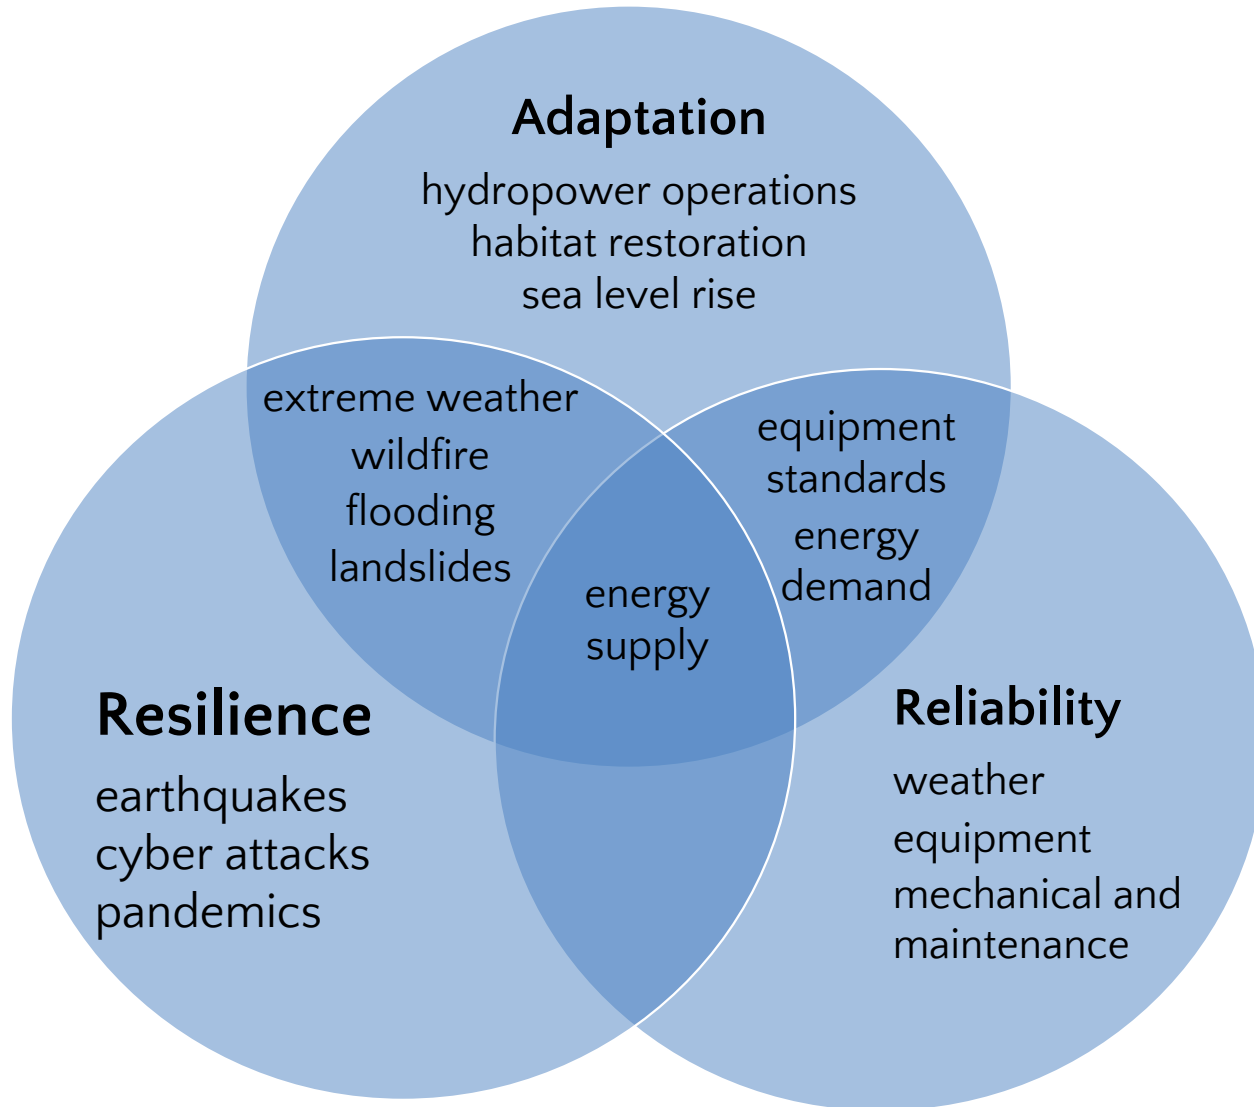 Adaptation
hydropower operations
habitat restoration
sea level rise
extreme weather
wildfire
flooding
landslides
equipment
standards
energy
demand
energy
supply
Resilience
earthquakes
cyber attacks
pandemics
Reliability
weather
equipment
mechanical and
maintenance